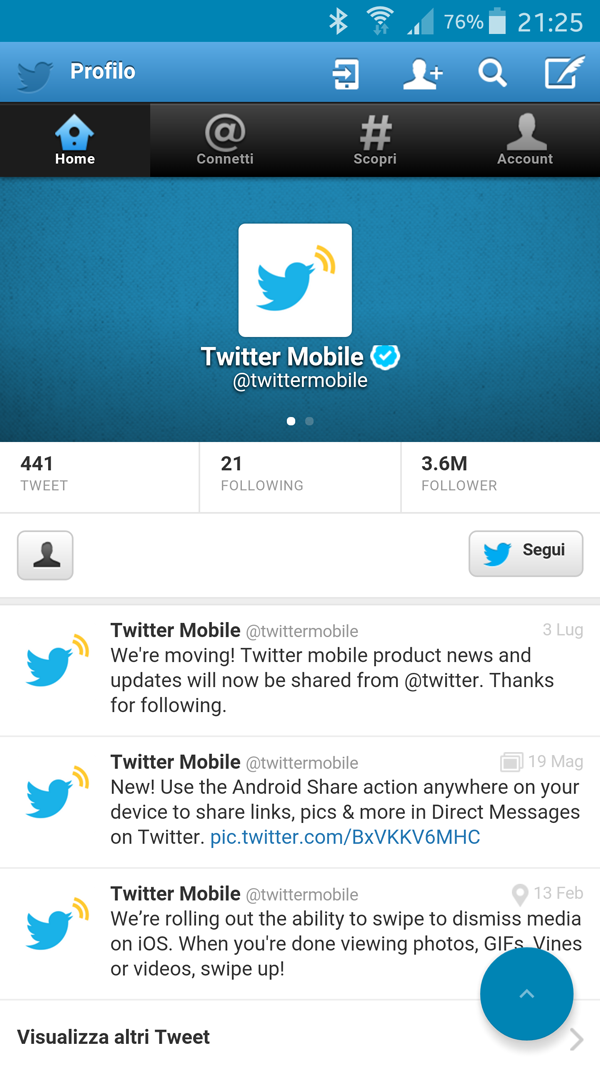 76% 21:25
Profilo
Home Connetti Scopri Account
Twitter Mobile
@twittermobile
441 21 3.6M
TWEET FOLLOWING FOLLOWER
Segui
Twitter Mobile @twittermobile 3 Lug
We're moving! Twitter mobile product news and
updates will now be shared from @twitter. Thanks
for following.
Twitter Mobile @twittermobile 19 Mag
New! Use the Android Share action anywhere on your
device to share links, pics & more in Direct Messages
on Twitter. pic.twitter.com/BxVKKV6MHC
Twitter Mobile @twittermobile 13 Feb
We’re rolling out the ability to swipe to dismiss media
on iOS. When you're done viewing photos, GIFs, Vines
or videos, swipe up!
Visualizza altri Tweet